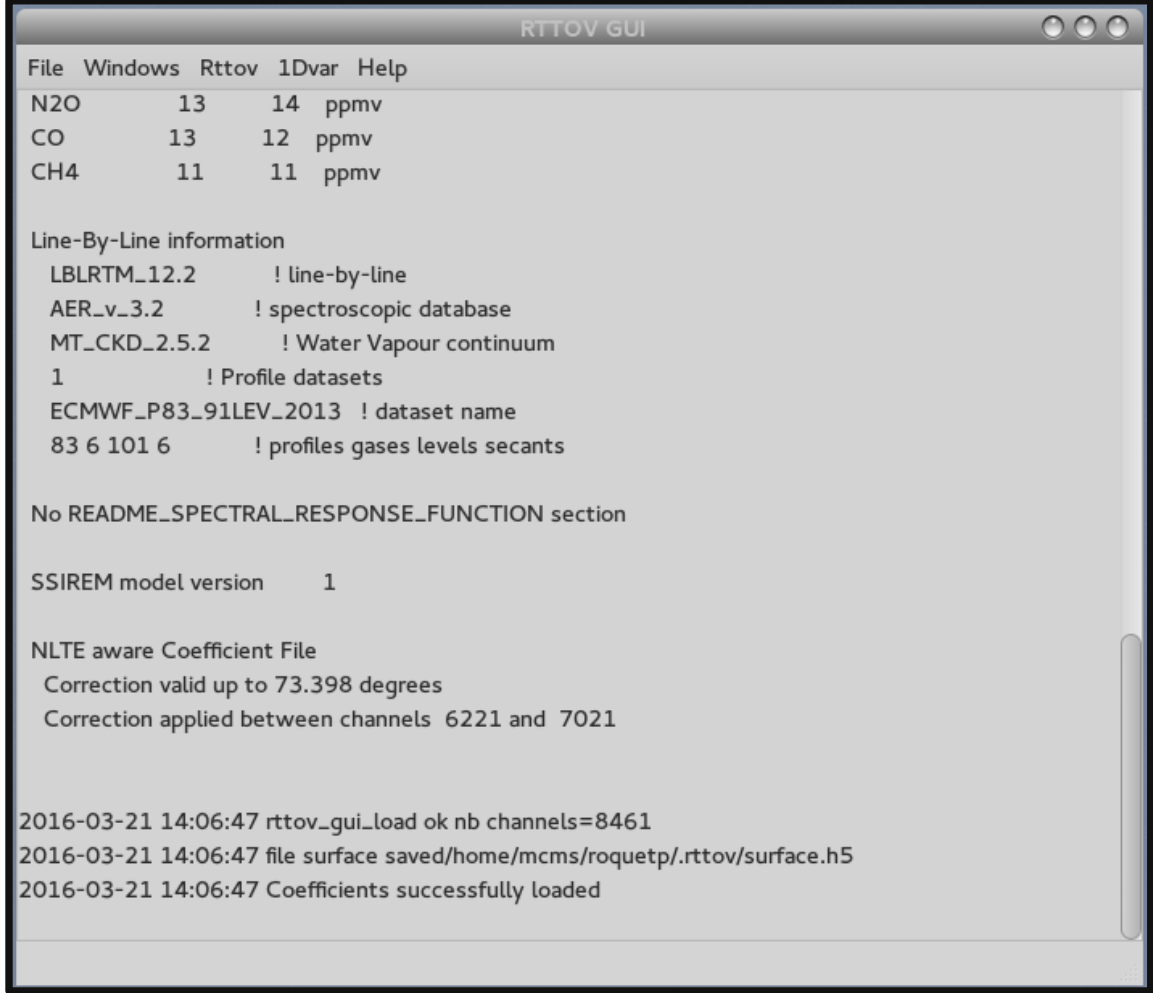 RTTOV GUI
File Windows Rttov 1Dvar Help
N2O 13 14 ppmv
CO 13 12 ppmv
CH4 11 11 ppmv
Line-By-Line information
LBLRTM_12.2 ! line-by-line
AER_v_3.2 ! spectroscopic database
MT_CKD_2.5.2 ! Water Vapour continuum
1 ! Profile datasets
ECMWF_P83_91LEV_2013 ! dataset name
83 6 101 6 ! profiles gases levels secants
No README_SPECTRAL_RESPONSE_FUNCTION section
SSIREM model version 1
NLTE aware Coefficient File
Correction valid up to 73.398 degrees
Correction applied between channels 6221 and 7021
2016-03-21 14:06:47 rttov_gui_load ok nb channels=8461
2016-03-21 14:06:47 file surface saved/home/mcms/roquetp/.rttov/surface.h5
2016-03-21 14:06:47 Coefficients successfully loaded